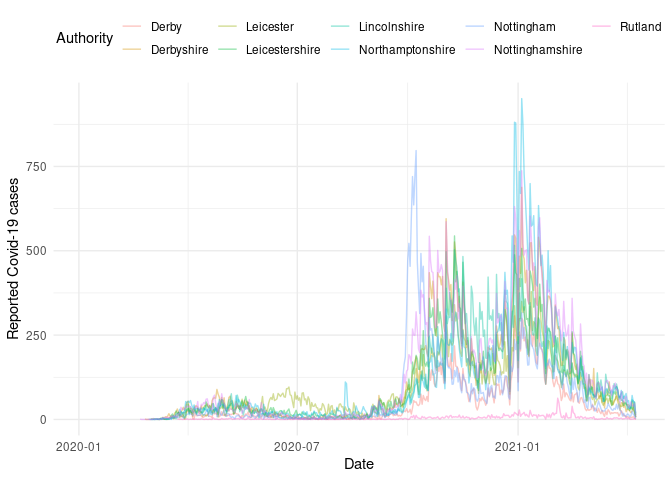 Authority
Derby Leicester Lincolnshire Nottingham Rutland
Derbyshire Leicestershire Northamptonshire Nottinghamshire
Reported Covid-19 cases
750
500
250
0
2020-01 2020-07 2021-01
Date